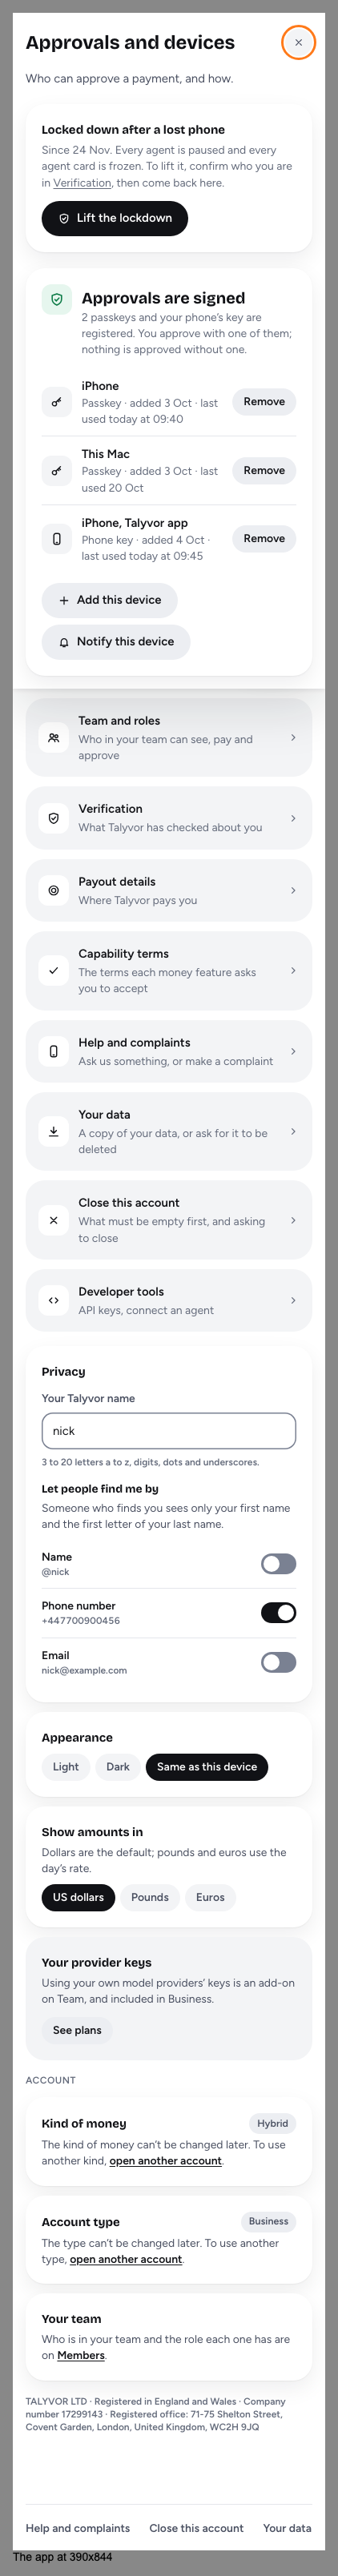 Approvals and devices
Who can approve a payment, and how.
Locked down after a lost phone
Since 24 Nov. Every agent is paused and every
agent card is frozen. To lift it, confirm who you are
in Verification, then come back here.
Lift the lockdown
Approvals are signed
2 passkeys and your phone's key are
registered. You approve with one of them;
nothing is approved without one.
iPhone
Passkey · added 3 Oct · last
used today at 09:40
Remove
This Mac
Passkey · added 3 Oct · last
used 20 Oct
Remove
iPhone, Talyvor app
Phone key · added 4 Oct ·
last used today at 09:45
Remove
Add this device
Notify this device
Team and roles
Who in your team can see, pay and
approve
Verification
What Talyvor has checked about you
Payout details
Where Talyvor pays you
Capability terms
The terms each money feature asks
you to accept
Help and complaints
Ask us something, or make a complaint
Your data
A copy of your data, or ask for it to be
deleted
Close this account
What must be empty first, and asking
to close
Developer tools
API keys, connect an agent
Privacy
Your Talyvor name
nick
3 to 20 letters a to z, digits, dots and underscores.
Let people find me by
Someone who finds you sees only your first name
and the first letter of your last name.
Name
@nick
Phone number
+447700900456
Email
nick@example.com
Appearance
Light
Dark
Same as this device
Show amounts in
Dollars are the default; pounds and euros use the
day's rate.
US dollars
Pounds
Euros
Your provider keys
Using your own model providers' keys is an add-on
on Team, and included in Business.
See plans
ACCOUNT
Kind of money
Hybrid
The kind of money can't be changed later. To use
another kind, open another account.
Account type
Business
The type can't be changed later. To use another
type, open another account.
Your team
Who is in your team and the role each one has are
on Members.
TALYVOR LTD · Registered in England and Wales · Company
number 17299143 · Registered office: 71-75 Shelton Street,
Covent Garden, London, United Kingdom, WC2H 9JQ
Help and complaints
Close this account
Your data
The app at 390x844